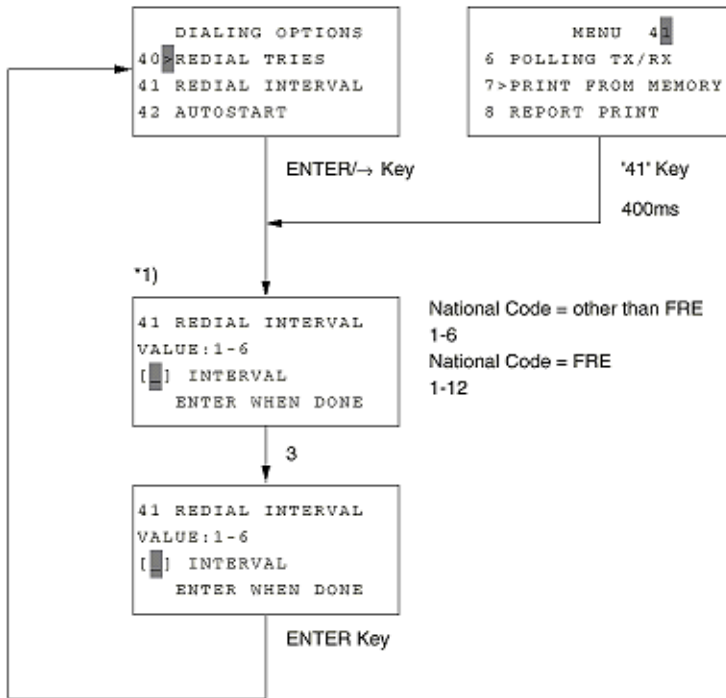 DIALING OPTIONS
40>REDIAL TRIES
41 REDIAL INTERVAL
42 AUTOSTART
MENU 41
6 POLLING TX/RX
7>PRINT FROM MEMORY
8 REPORT PRINT
ENTER/→ Key
"41" Key
400ms
*1)
41 REDIAL INTERVAL
VALUE:1-6
[_] INTERVAL
ENTER WHEN DONE
National Code = other than FRE
1-6
National Code = FRE
1-12
3
41 REDIAL INTERVAL
VALUE:1-6
[_] INTERVAL
ENTER WHEN DONE
ENTER Key